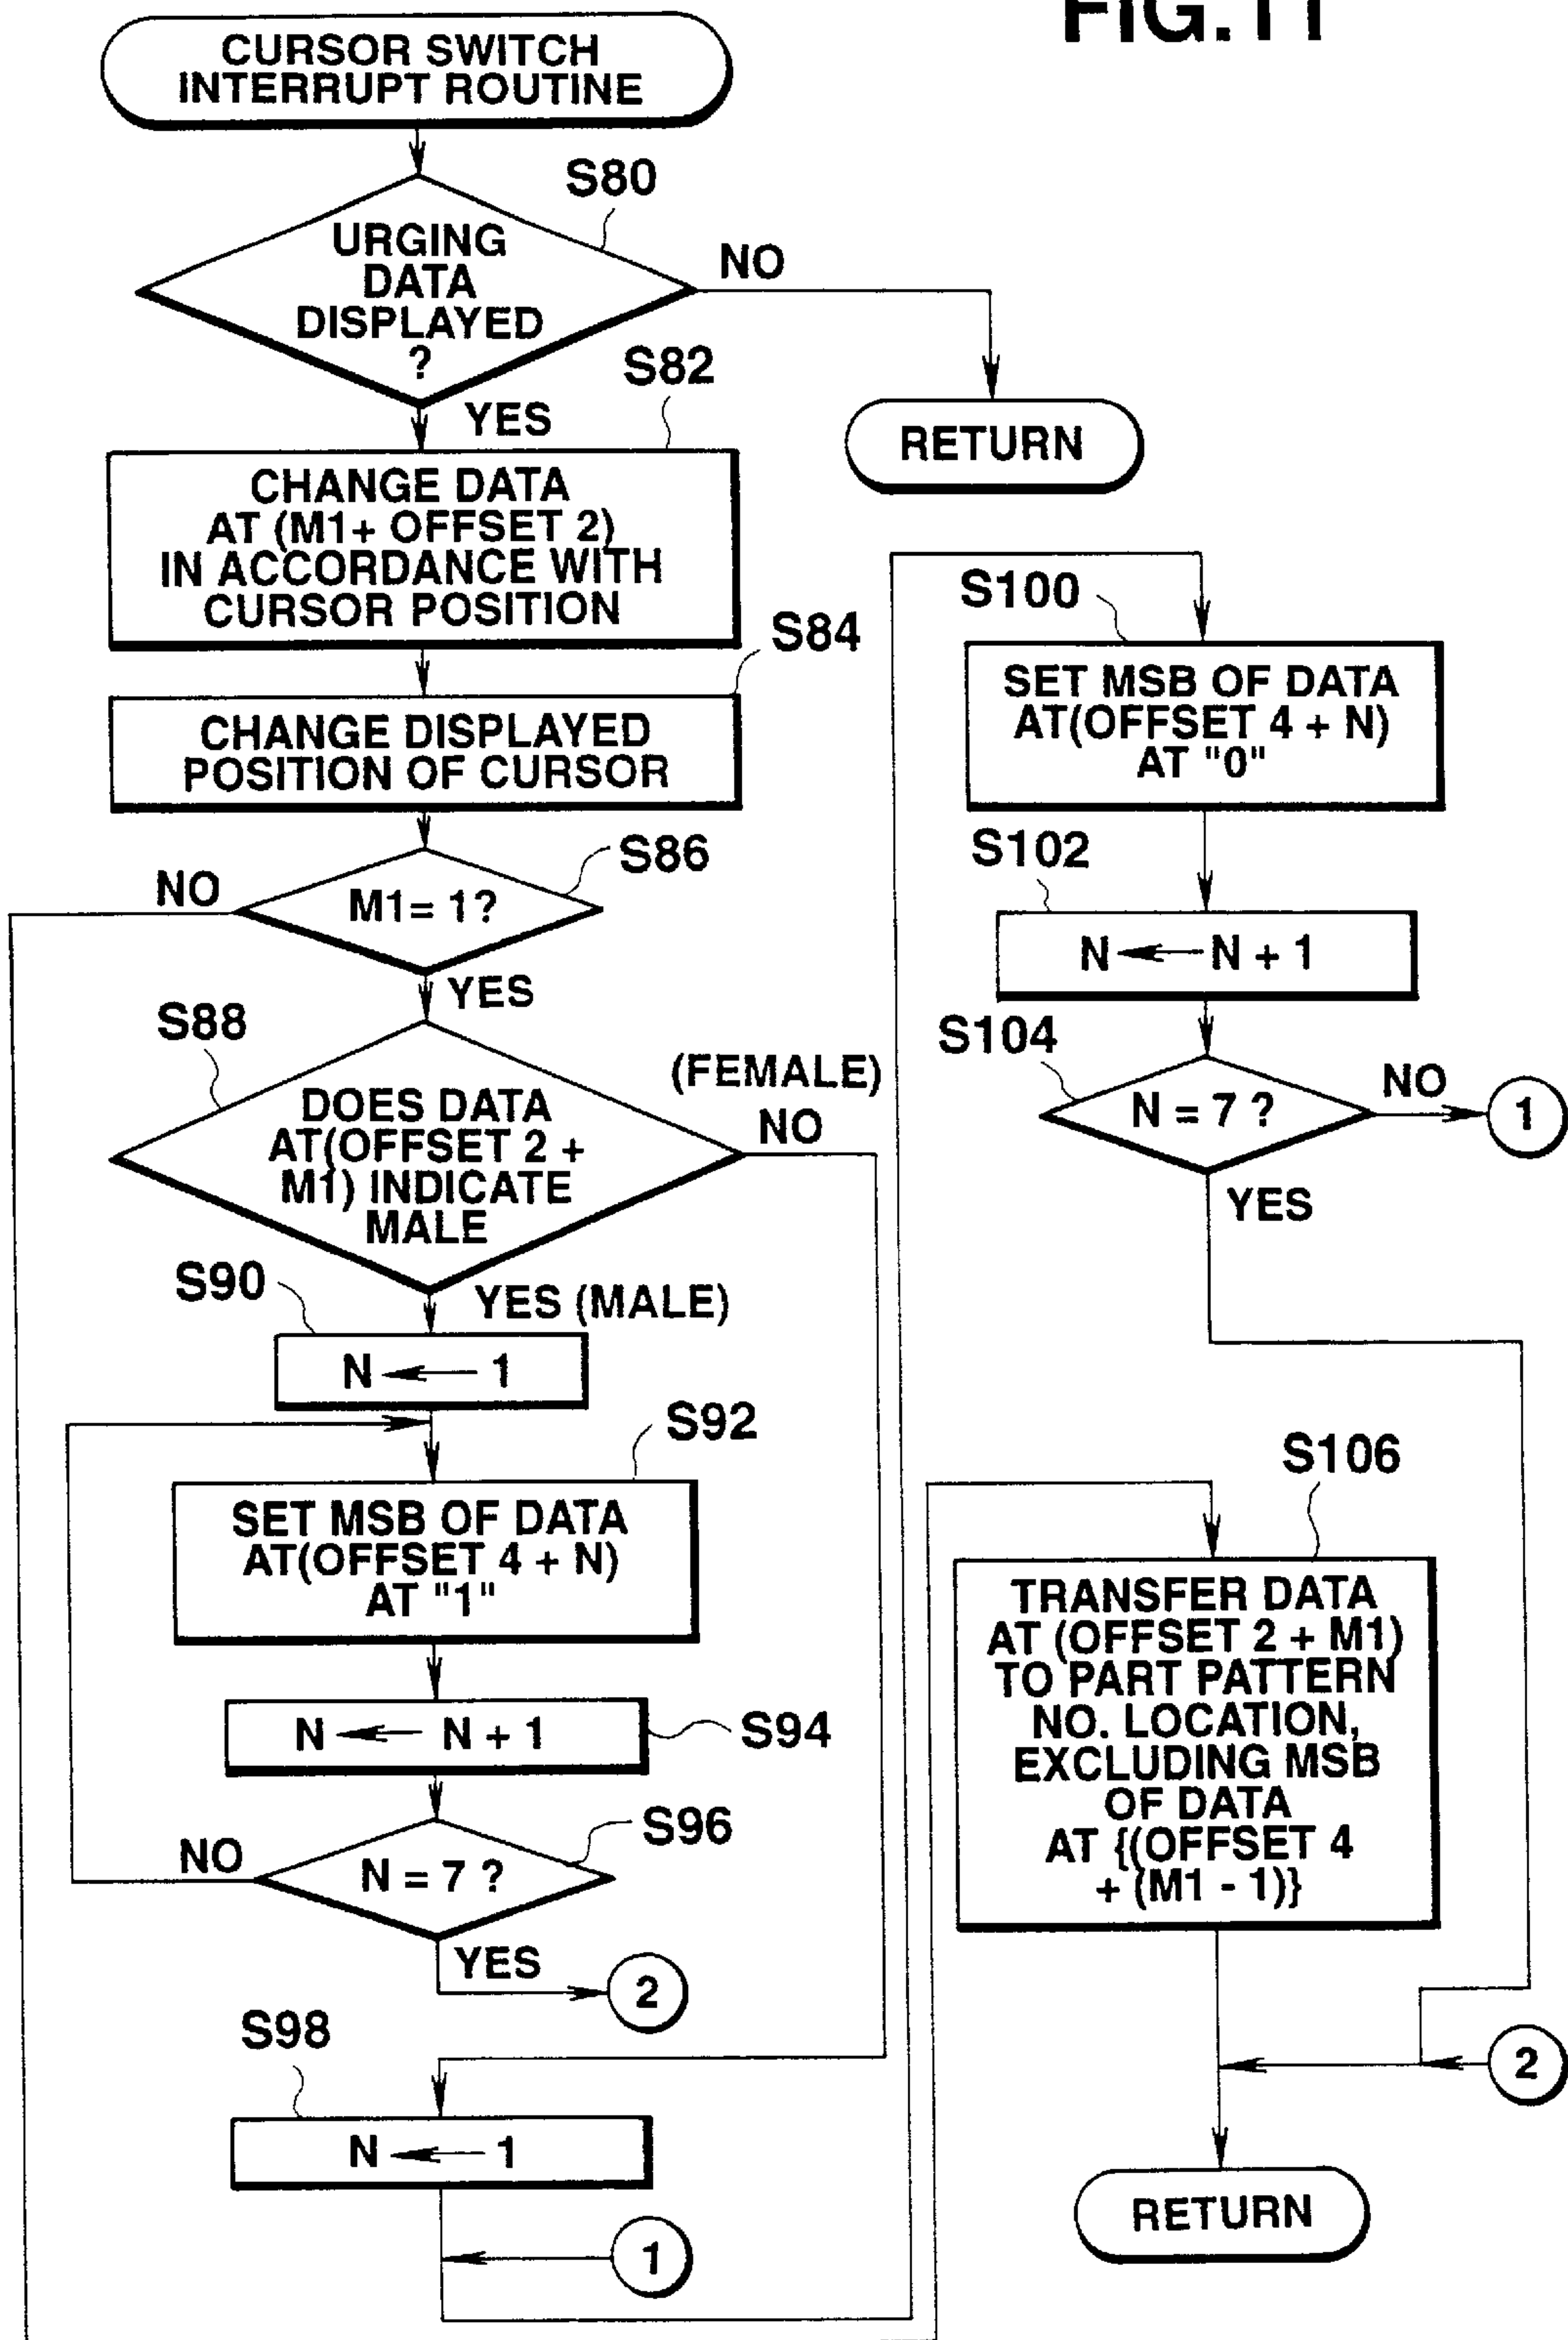 FIG.11
CURSOR SWITCH
INTERRUPT ROUTINE
S80
URGING
DATA
DISPLAYED
?
NO
RETURN
YES
S82
CHANGE DATA
AT (M1+ OFFSET 2)
IN ACCORDANCE WITH
CURSOR POSITION
S84
CHANGE DISPLAYED
POSITION OF CURSOR
S86
M1= 1?
NO
YES
S88
DOES DATA
AT(OFFSET 2 +
M1) INDICATE
MALE
(FEMALE)
NO
YES (MALE)
S90
N ← 1
S92
SET MSB OF DATA
AT(OFFSET 4 + N)
AT "1"
S94
N ← N + 1
S96
N = 7 ?
NO
YES
2
S98
N ← 1
1
S100
SET MSB OF DATA
AT(OFFSET 4 + N)
AT "0"
S102
N ← N + 1
S104
N = 7 ?
NO
1
YES
S106
TRANSFER DATA
AT (OFFSET 2 + M1)
TO PART PATTERN
NO. LOCATION,
EXCLUDING MSB
OF DATA
AT {(OFFSET 4
+ (M1 - 1)}
2
RETURN